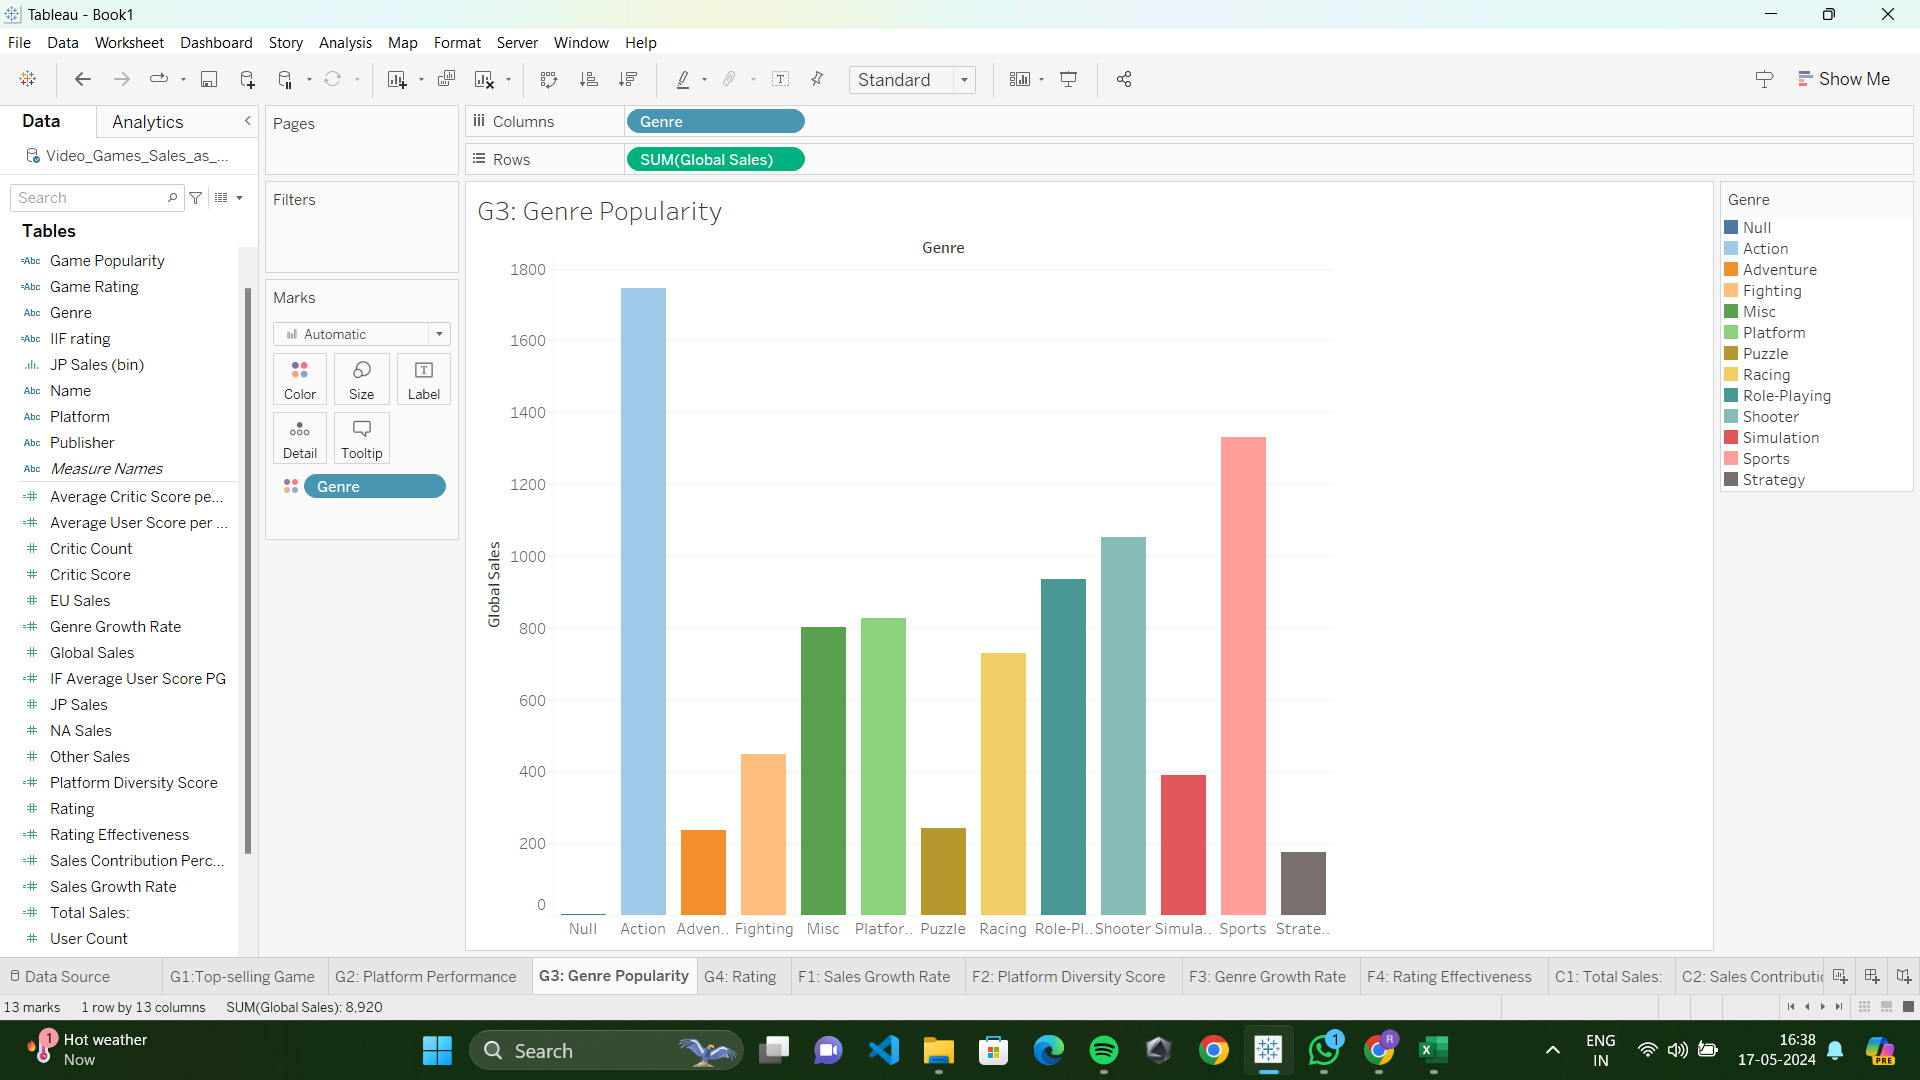 Tableau - Book1
File Data Worksheet Dashboard Story Analysis Map Format Server Window Help
Standard
Show Me
Data Analytics
Video_Games_Sales_as_...
Search
Tables
Game Popularity
Game Rating
Genre
IIF rating
JP Sales (bin)
Name
Platform
Publisher
Measure Names
Average Critic Score pe...
Average User Score per ...
Critic Count
Critic Score
EU Sales
Genre Growth Rate
Global Sales
IF Average User Score PG
JP Sales
NA Sales
Other Sales
Platform Diversity Score
Rating
Rating Effectiveness
Sales Contribution Perc...
Sales Growth Rate
Total Sales:
User Count
Pages
Filters
Marks
Automatic
Color Size Label
Detail Tooltip
Genre
Columns Genre
Rows SUM(Global Sales)
G3: Genre Popularity
Genre
Global Sales
1800
1600
1400
1200
1000
800
600
400
200
0
Null Action Adven.. Fighting Misc Platfor.. Puzzle Racing Role-Pl.. Shooter Simula.. Sports Strate..
Genre
Null
Action
Adventure
Fighting
Misc
Platform
Puzzle
Racing
Role-Playing
Shooter
Simulation
Sports
Strategy
Data Source G1:Top-selling Game G2: Platform Performance G3: Genre Popularity G4: Rating F1: Sales Growth Rate F2: Platform Diversity Score F3: Genre Growth Rate F4: Rating Effectiveness C1: Total Sales: C2: Sales Contributi
13 marks 1 row by 13 columns SUM(Global Sales): 8,920
1
Hot weather
Now
Search
1
R
ENG
IN
16:38
17-05-2024
PRE